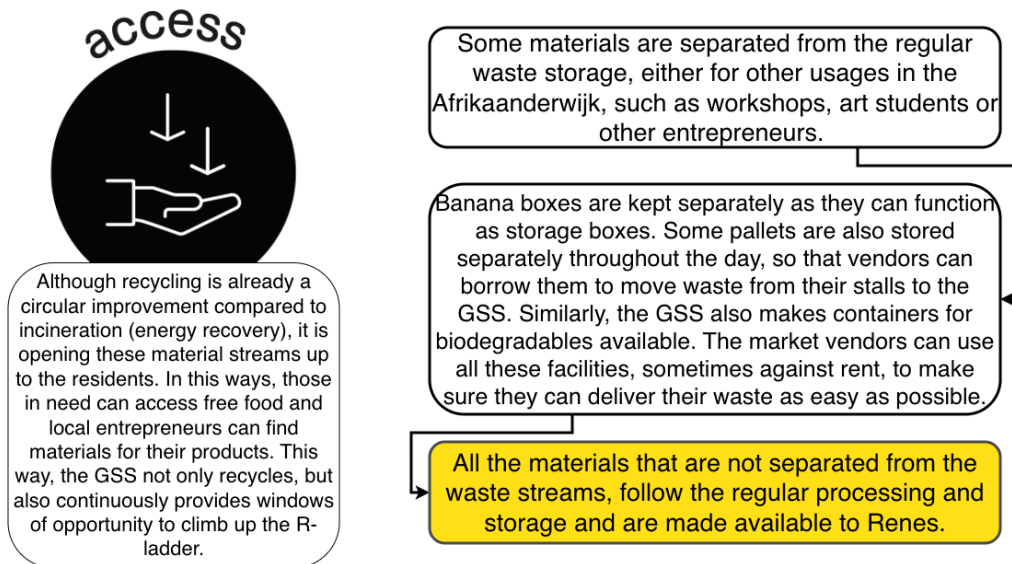 access
Although recycling is already a
circular improvement compared to
incineration (energy recovery), it is
opening these material streams up
to the residents. In this ways, those
in need can access free food and
local entrepreneurs can find
materials for their products. This
way, the GSS not only recycles, but
also continuously provides windows
of opportunity to climb up the R-
ladder.
Some materials are separated from the regular
waste storage, either for other usages in the
Afrikaanderwijk, such as workshops, art students or
other entrepreneurs.
Banana boxes are kept separately as they can function
as storage boxes. Some pallets are also stored
separately throughout the day, so that vendors can
borrow them to move waste from their stalls to the
GSS. Similarly, the GSS also makes containers for
biodegradables available. The market vendors can use
all these facilities, sometimes against rent, to make
sure they can deliver their waste as easy as possible.
All the materials that are not separated from the
waste streams, follow the regular processing and
storage and are made available to Renes.